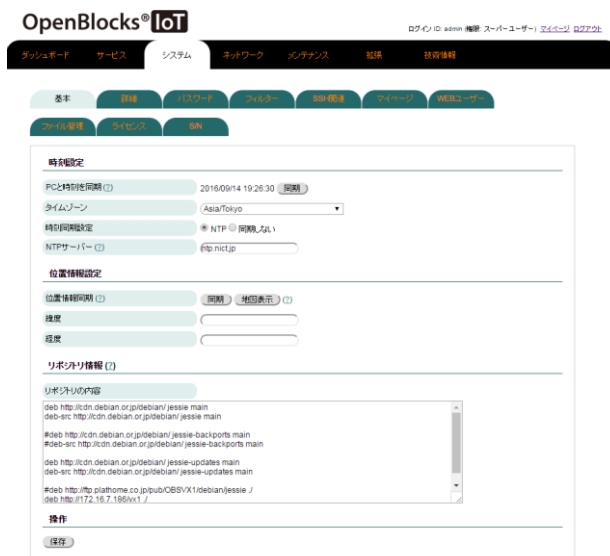 OpenBlocks® IoT
ログイン ID: admin (権限: スーパーユーザー) マイページ ログアウト
ダッシュボード サービス システム ネットワーク メンテナンス 拡張 技術情報
基本 詳細 パスワード フィルター SSH関連 マイページ WEBユーザー
ファイル管理 ライセンス S/N
時刻設定
PCと時刻を同期 (?) 2016/09/14 19:26:30 同期
タイムゾーン Asia/Tokyo
時刻同期設定 NTP 同期しない
NTPサーバー (?) ntp.nict.jp
位置情報設定
位置情報同期 (?) 同期 地図表示 (?)
緯度
経度
リポジトリ情報 (?)
リポジトリの内容
deb http://cdn.debian.or.jp/debian/ jessie main
deb-src http://cdn.debian.or.jp/debian/ jessie main
#deb http://cdn.debian.or.jp/debian/ jessie-backports main
#deb-src http://cdn.debian.or.jp/debian/ jessie-backports main
deb http://cdn.debian.or.jp/debian/ jessie-updates main
deb-src http://cdn.debian.or.jp/debian/ jessie-updates main
#deb http://ftp.plathome.co.jp/pub/OBSVX1/debian/jessie ./
deb http://172.16.7.186/vx1 ./
操作
保存